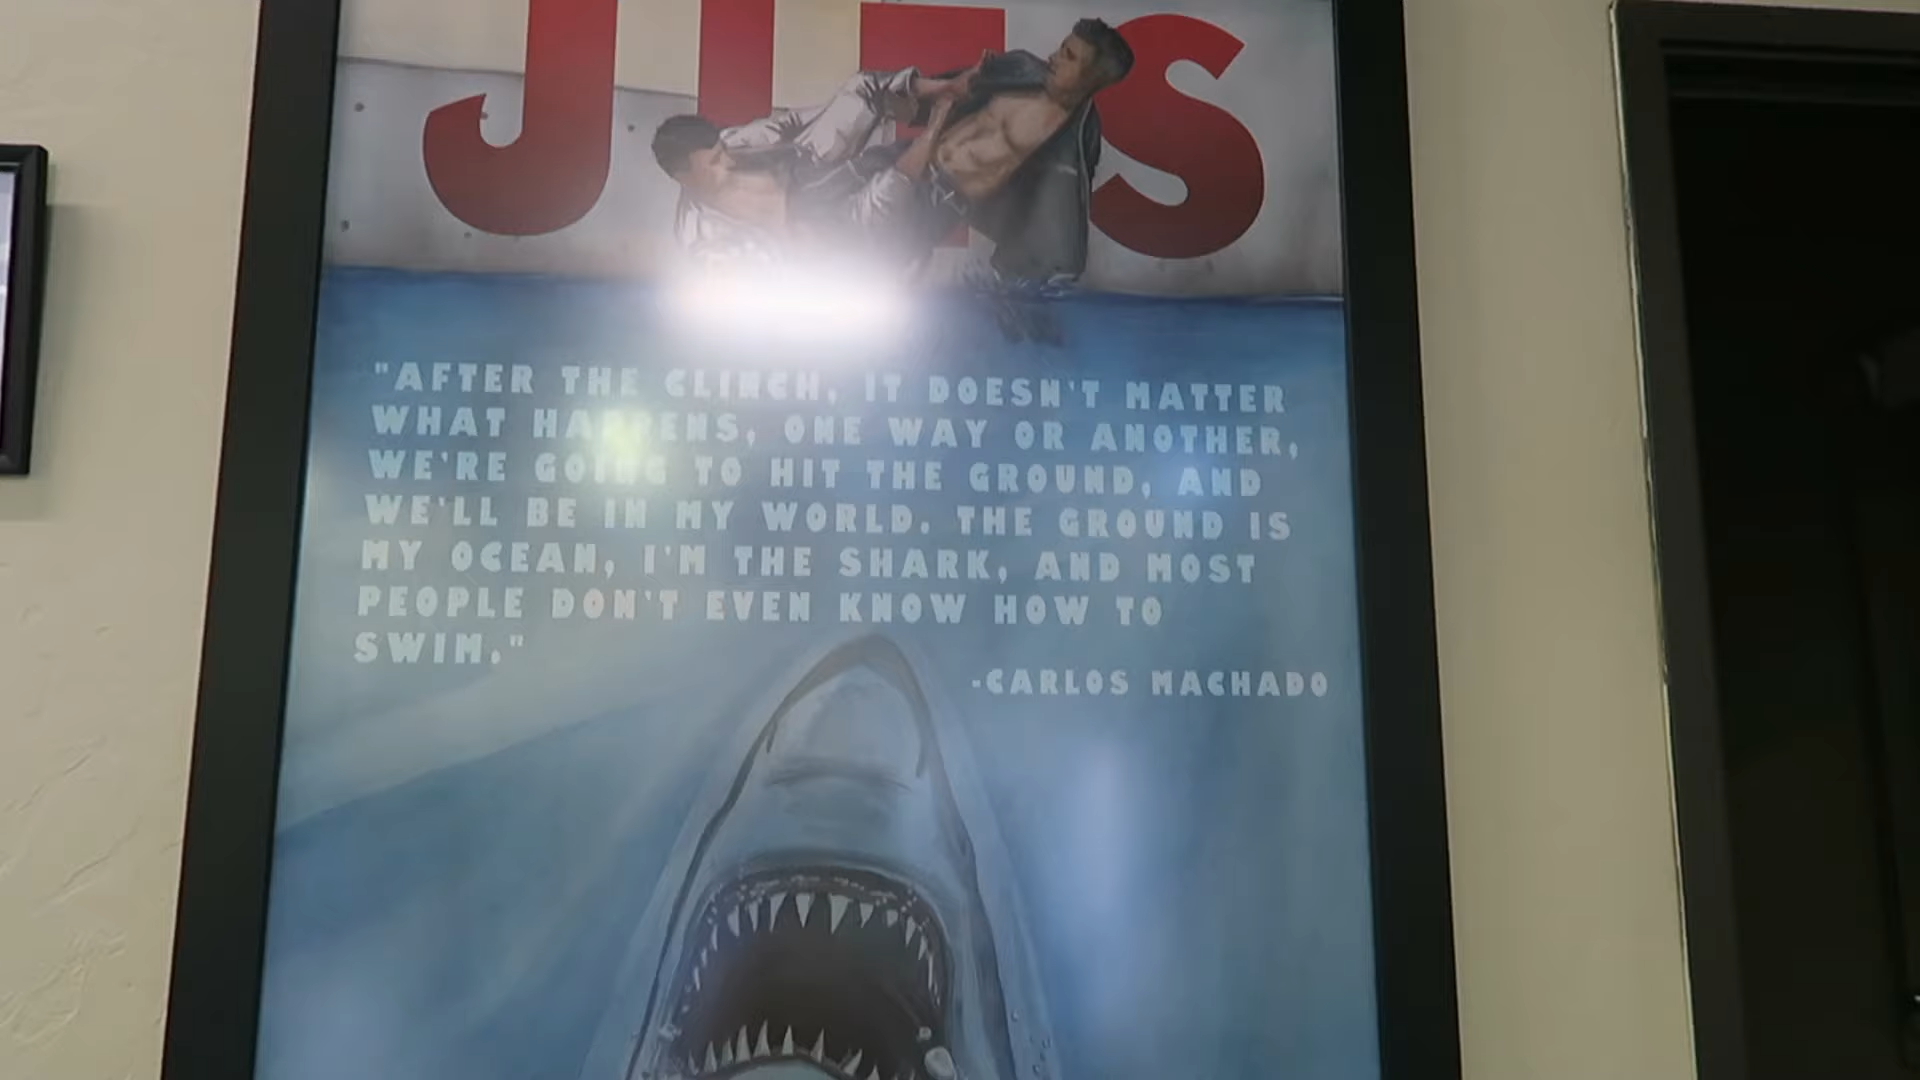 "AFTER THE CLINCH, IT DOESN'T MATTER
WHAT HAPPENS, ONE WAY OR ANOTHER,
WE'RE GOING TO HIT THE GROUND, AND
WE'LL BE IN MY WORLD. THE GROUND IS
MY OCEAN, I'M THE SHARK, AND MOST
PEOPLE DON'T EVEN KNOW HOW TO
SWIM."
-CARLOS MACHADO